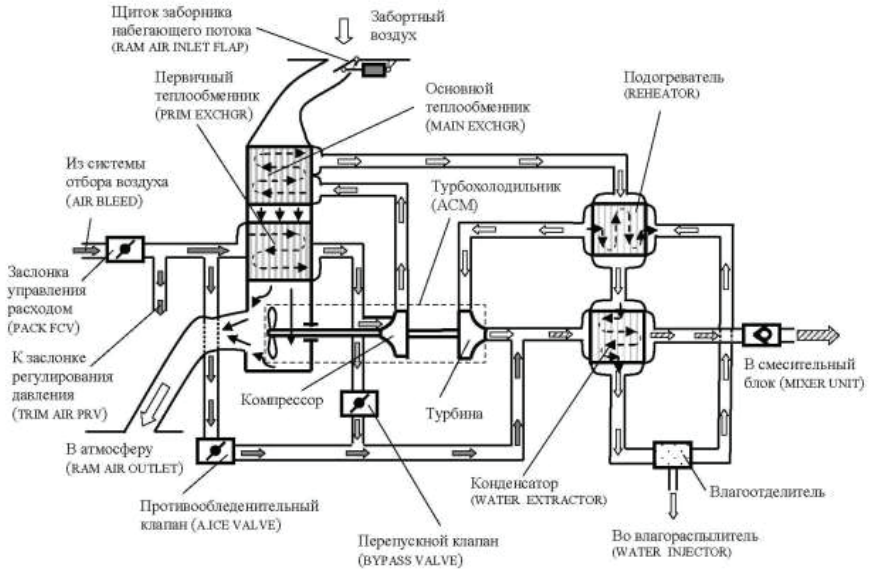 Щиток заборника
набегающего потока
(RAM AIR INLET FLAP)
Забортный
воздух
Первичный
теплообменник
(PRIM EXCHGR)
Основной
теплообменник
(MAIN EXCHGR)
Подогреватель
(REHEATOR)
Из системы
отбора воздуха
(AIR BLEED)
Турбохолодильник
(ACM)
Заслонка
управления
расходом
(PACK FCV)
К заслонке
регулирования
давления
(TRIM AIR PRV)
Компрессор
Турбина
В смесительный
блок (MIXER UNIT)
В атмосферу
(RAM AIR OUTLET)
Противообледенительный
клапан (A.ICE VALVE)
Перепускной клапан
(BYPASS VALVE)
Конденсатор
(WATER EXTRACTOR)
Влагоотделитель
Во влагораспылитель
(WATER INJECTOR)